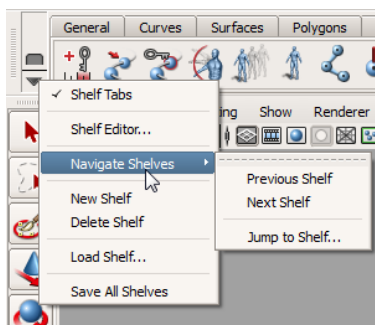 General Curves Surfaces Polygons
Shelf Tabs
ing Show Renderer
Shelf Editor...
Navigate Shelves
Previous Shelf
New Shelf
Next Shelf
Delete Shelf
Jump to Shelf...
Load Shelf...
Save All Shelves